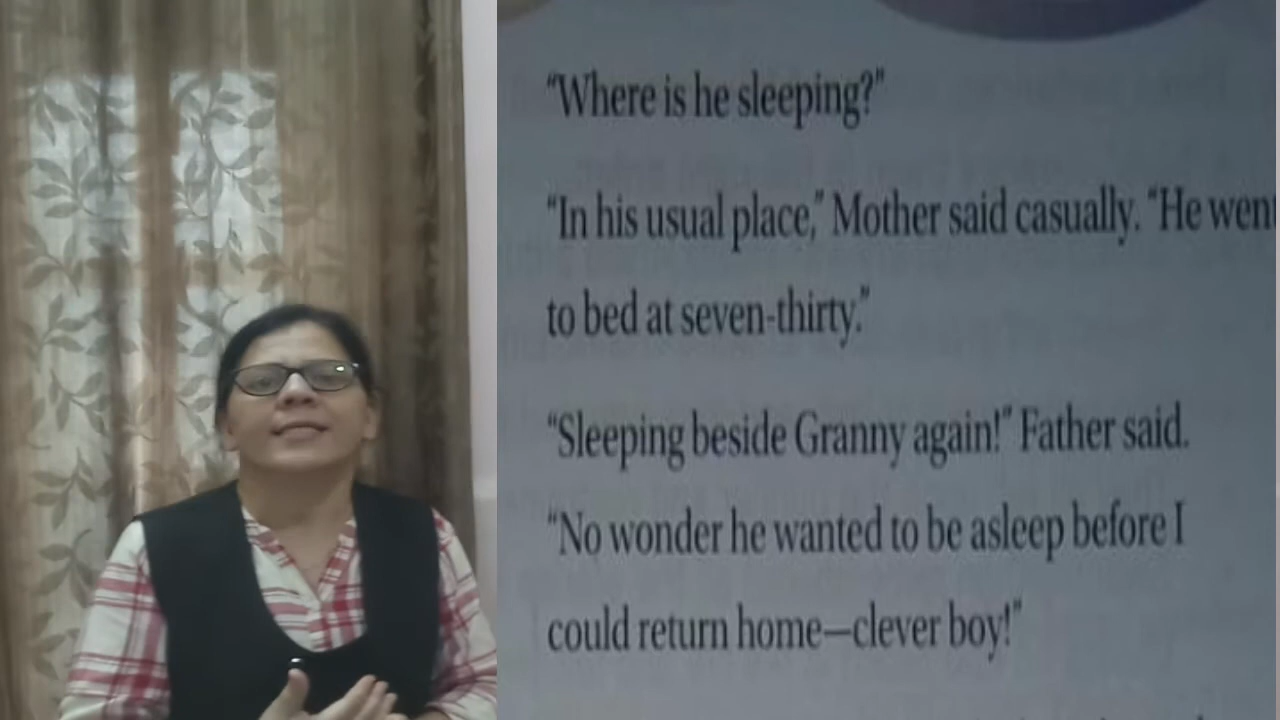 “Where is he sleeping?”
“In his usual place,” Mother said casually. “He went
to bed at seven-thirty.”
“Sleeping beside Granny again!” Father said.
“No wonder he wanted to be asleep before I
could return home—clever boy!”